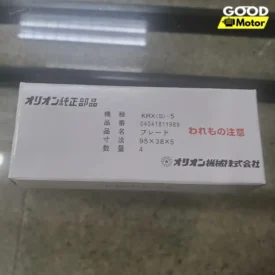 GOOD
Motor
オリオン純正部品
機種 KRX(S)-5
品番
品名 プレート
寸法 95×38×5
数量 4
われもの注意
オリオン機械株式会社